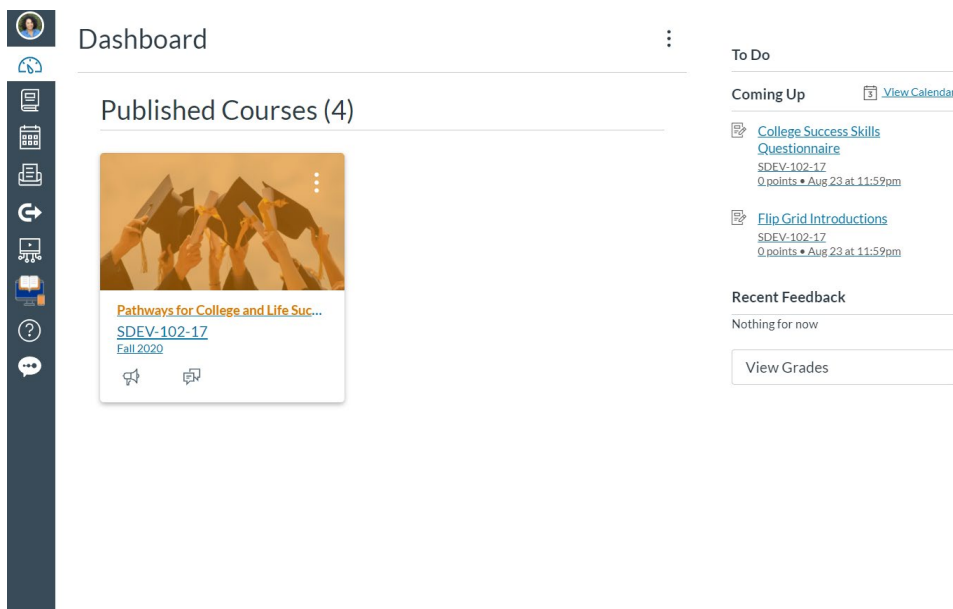 Dashboard
Published Courses (4)
Pathways for College and Life Suc...
SDEV-102-17
Fall 2020
To Do
Coming Up
3
View Calendar
College Success Skills
Questionnaire
SDEV-102-17
0 points • Aug 23 at 11:59pm
Flip Grid Introductions
SDEV-102-17
0 points • Aug 23 at 11:59pm
Recent Feedback
Nothing for now
View Grades
?